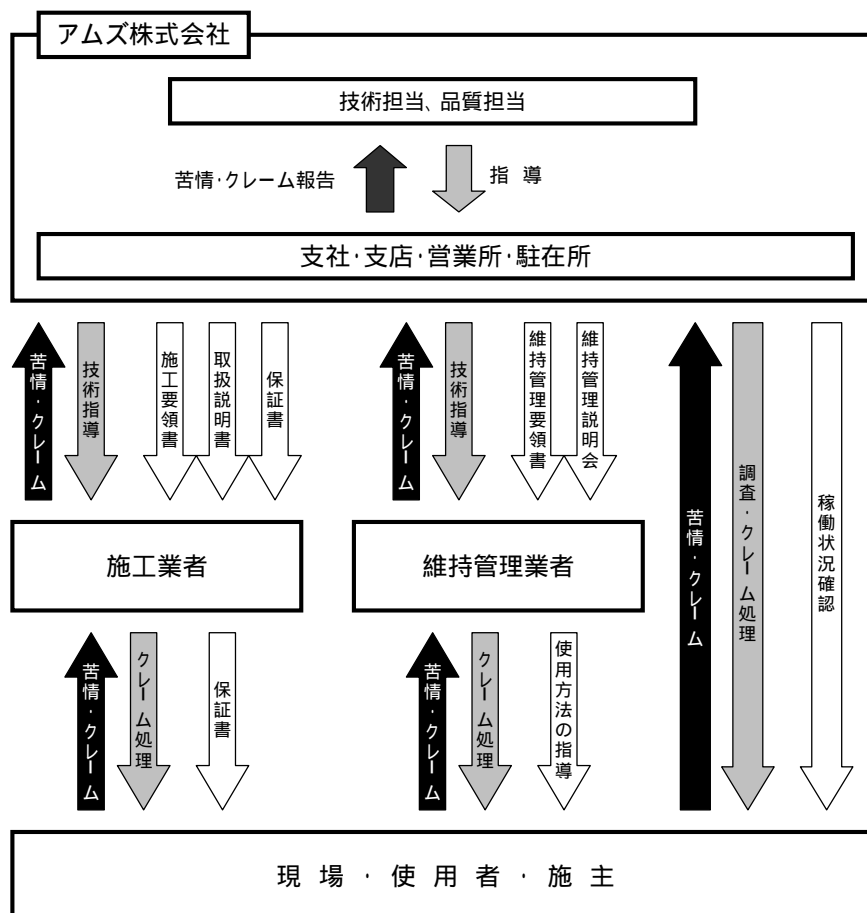 アムズ株式会社
技術担当、品質担当
苦情・クレーム報告
指 導
支社・支店・営業所・駐在所
苦情・クレーム
技術指導
施工要領書
取扱説明書
保証書
苦情・クレーム
技術指導
維持管理要領書
維持管理説明会
苦情・クレーム
調査・クレーム処理
稼働状況確認
施工業者
維持管理業者
苦情・クレーム
クレーム処理
保証書
苦情・クレーム
クレーム処理
使用方法の指導
現 場 ・ 使 用 者 ・ 施 主